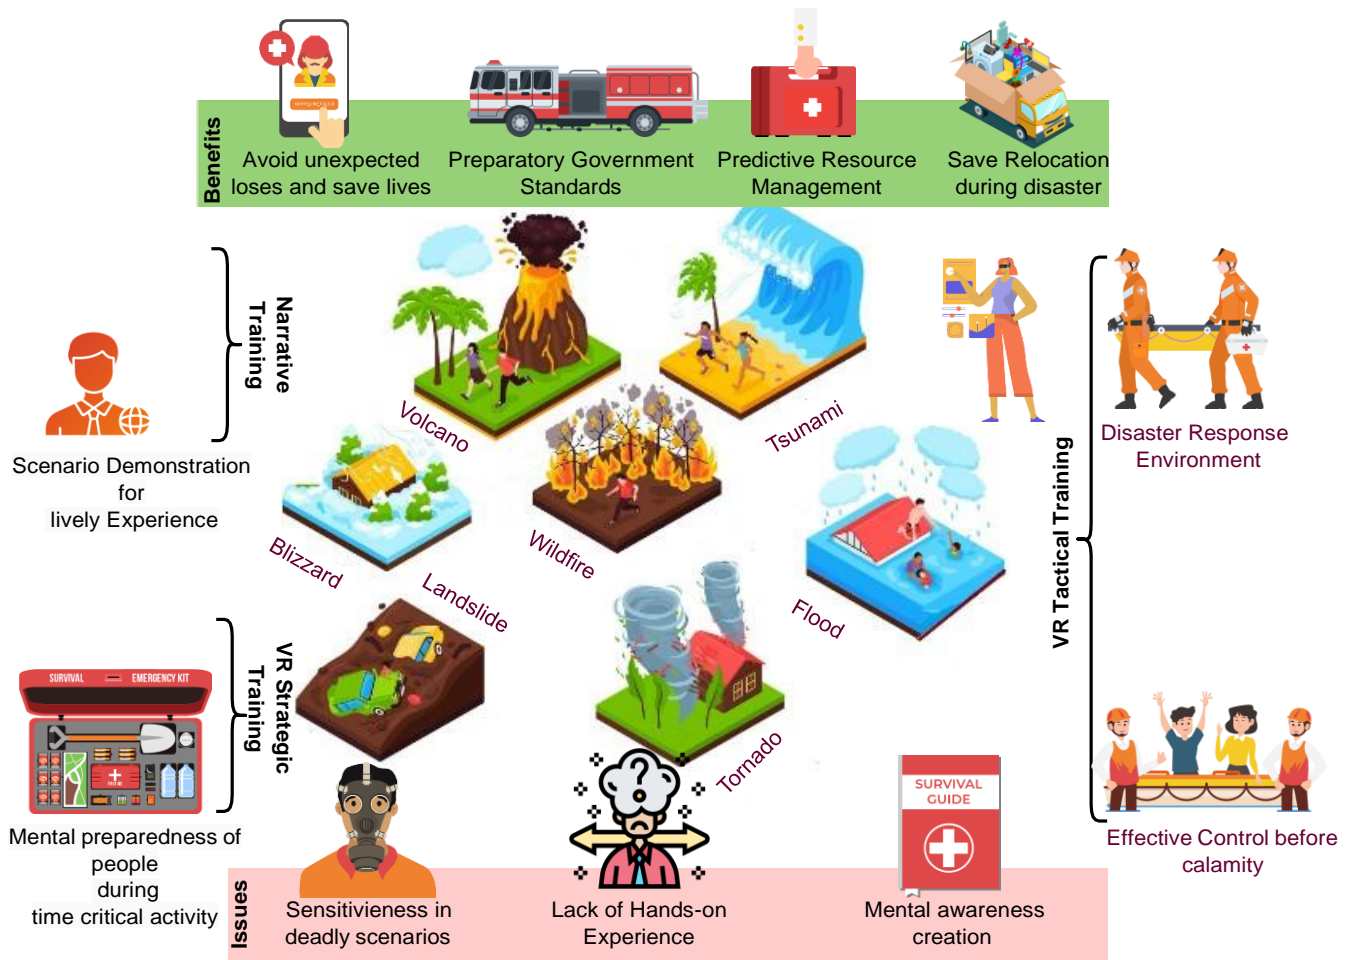 Benefits
Avoid unexpected
loses and save lives
Preparatory Government
Standards
Predictive Resource
Management
Save Relocation
during disaster
Narrative
Training
Scenario Demonstration
for
lively Experience
Volcano
Tsunami
Blizzard
Wildfire
Landslide
Flood
Tornado
VR Tactical Training
Disaster Response
Environment
VR Strategic
Training
SURVIVAL
EMERGENCY KIT
FIRST AID
Mental preparedness of
people
during
time critical activity
Effective Control before
calamity
SURVIVAL
GUIDE
Issues
Sensitivieness in
deadly scenarios
Lack of Hands-on
Experience
?
Mental awareness
creation